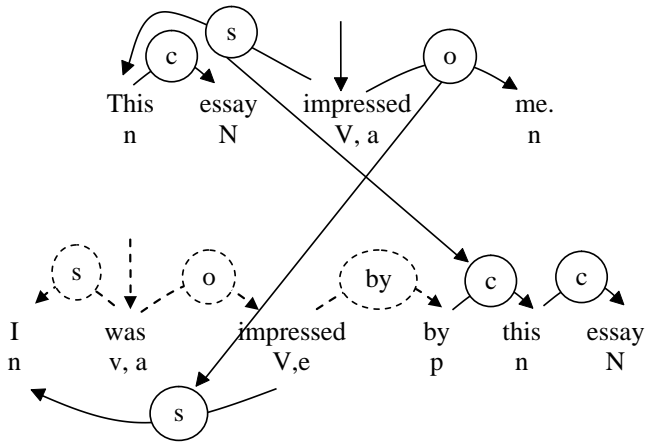 s
c
o
This essay impressed me.
n N V, a n
s o by c c
I was impressed by this essay
n v, a V,e p n N
s